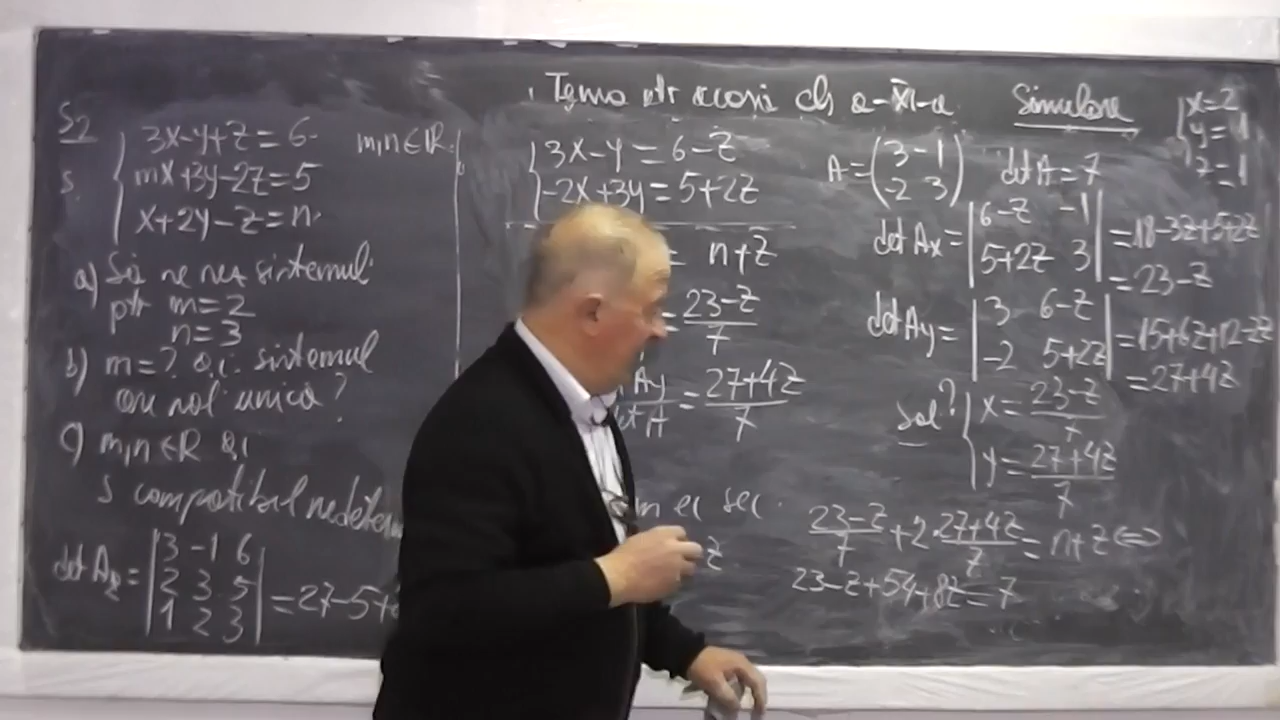 Tema ptr acasă cls a-XI-a Simulare
S2
3x-y+z=6
mx+3y-2z=5
x+2y-z=n
m,n∈R
S
a) Să se rez sistemul
ptr m=2
n=3
b) m=? a.i. sistemul
are sol unică?
c) m,n∈R a.i
S compatibil nedeterm
det Az=|3 -1 6|
|2 3 5|
|1 2 3| =27-5+
3x-y=6-z
-2x+3y=5+2z
= n+z
=23-z/7
Ay/det A=27+4z/7
ec sec.
z
A=(3 -1)
(-2 3)
det A=7
x=2
y=1
z=1
det Ax=|6-z -1|
|5+2z 3| =18-3z+5+2z
=23-z
det Ay=|3 6-z|
|-2 5+2z| =15+6z+12-2z
=27+4z
Sol? x=23-z/7
y=27+4z/7
23-z/7+2·27+4z/7=n+z⇔
23-z+54+8z=7